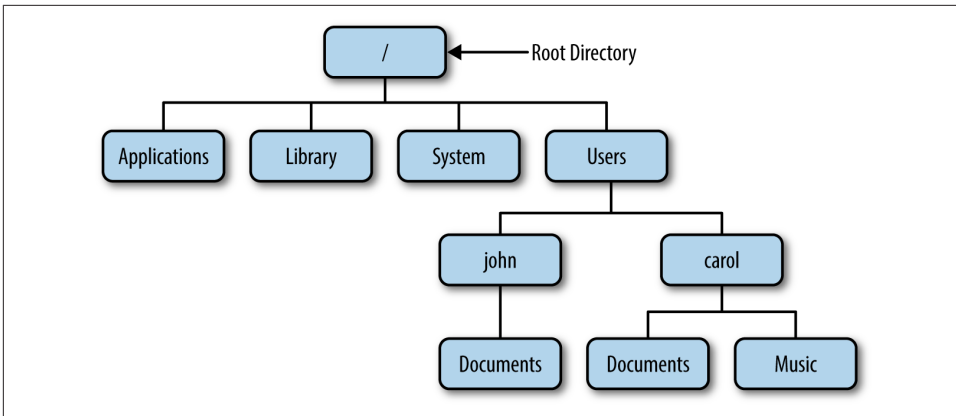 /
Root Directory
Applications
Library
System
Users
john
carol
Documents
Documents
Music